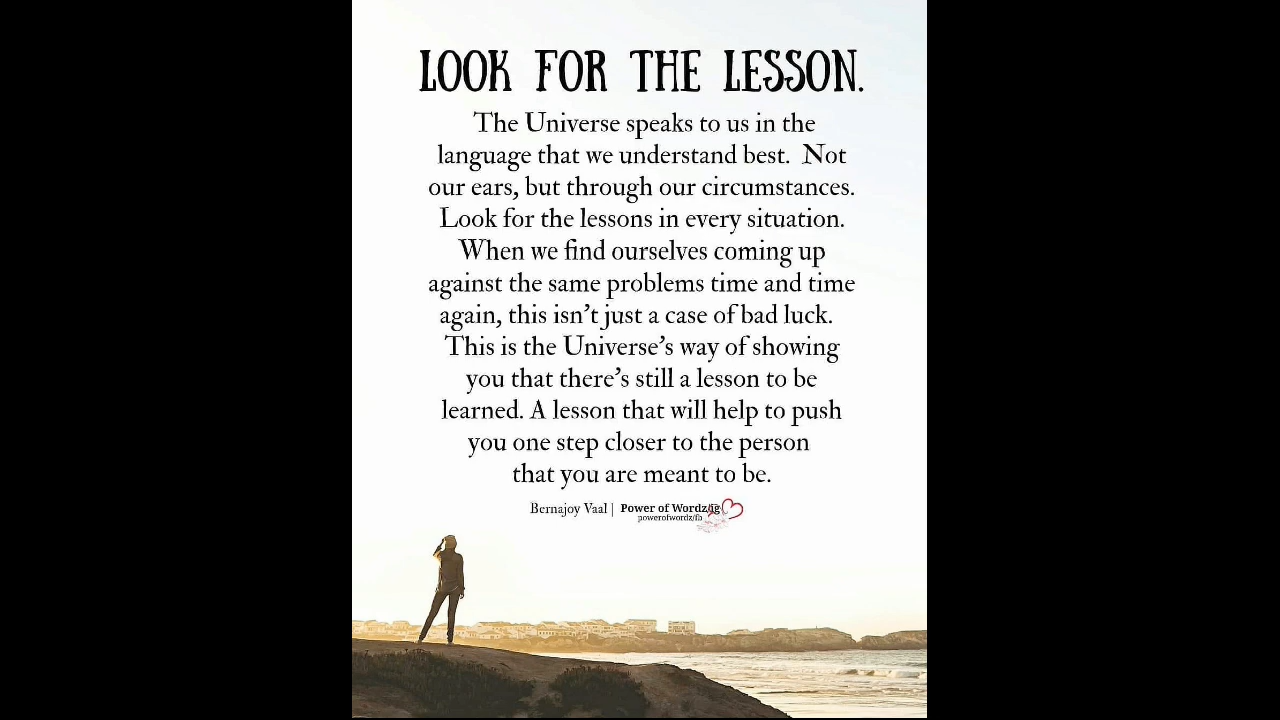 LOOK FOR THE LESSON.
The Universe speaks to us in the
language that we understand best. Not
our ears, but through our circumstances.
Look for the lessons in every situation.
When we find ourselves coming up
against the same problems time and time
again, this isn't just a case of bad luck.
This is the Universe's way of showing
you that there's still a lesson to be
learned. A lesson that will help to push
you one step closer to the person
that you are meant to be.
Bernajoy Vaal | Power of Wordz/ig
powerofwordz/fb